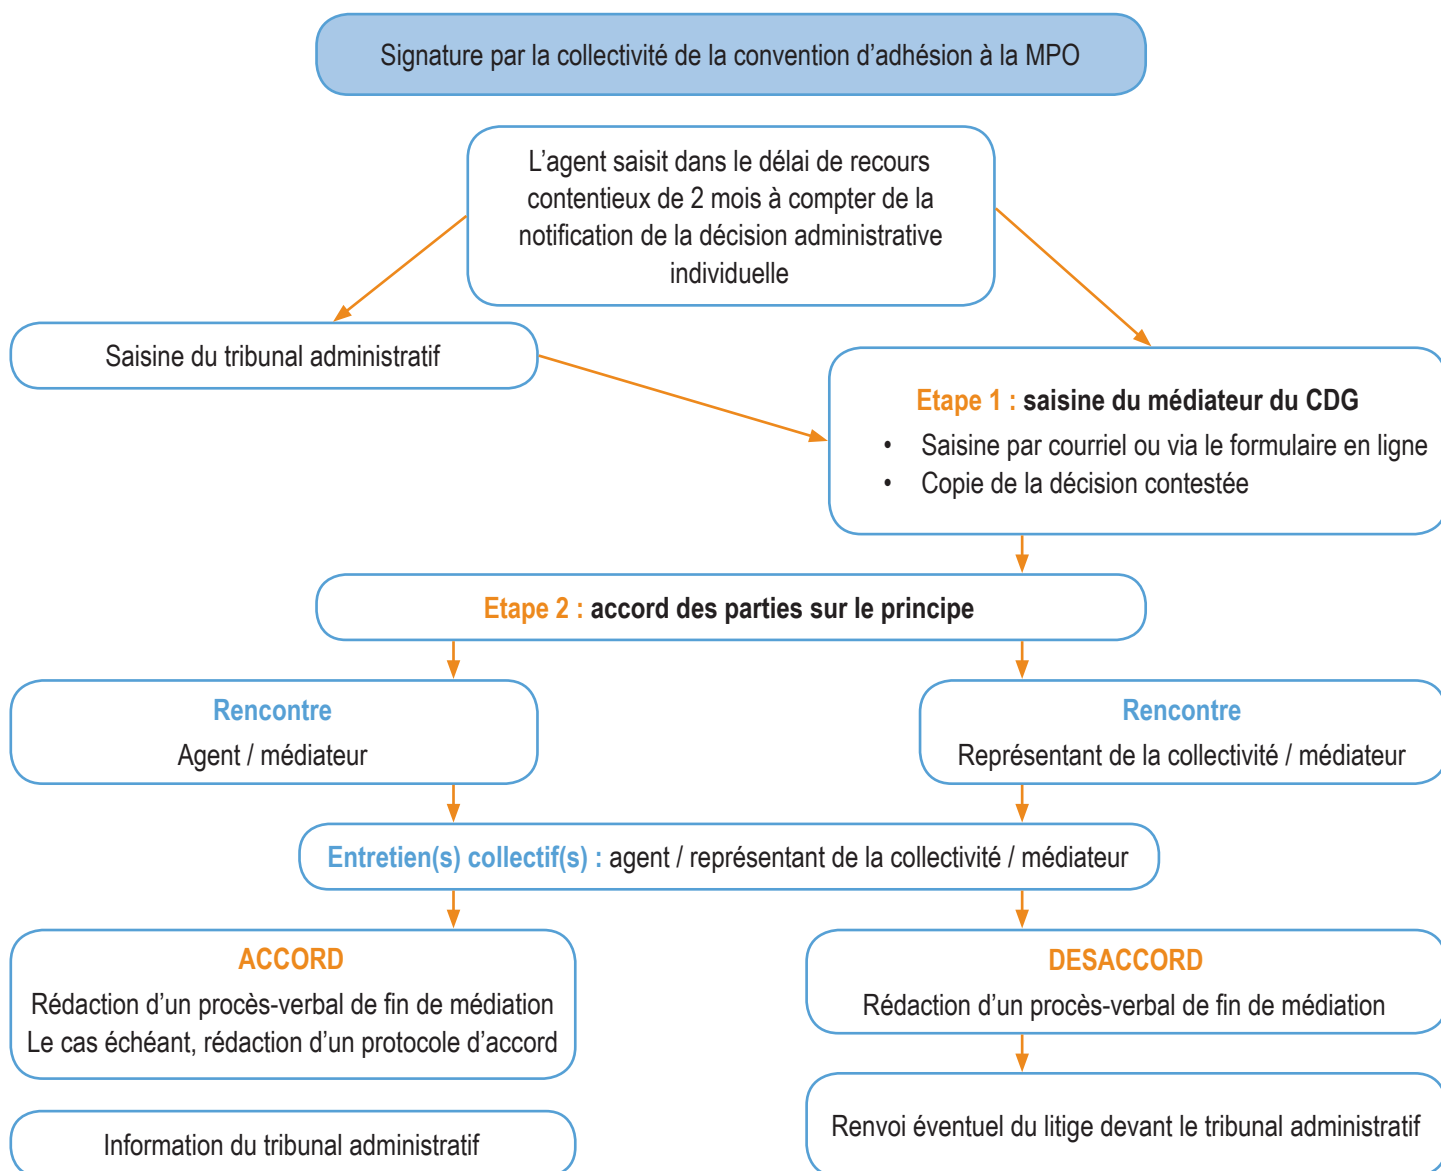 Signature par la collectivité de la convention d’adhésion à la MPO
L’agent saisit dans le délai de recours
contentieux de 2 mois à compter de la
notification de la décision administrative
individuelle
Saisine du tribunal administratif
Etape 1 : saisine du médiateur du CDG
• Saisine par courriel ou via le formulaire en ligne
• Copie de la décision contestée
Etape 2 : accord des parties sur le principe
Rencontre
Agent / médiateur
Rencontre
Représentant de la collectivité / médiateur
Entretien(s) collectif(s) : agent / représentant de la collectivité / médiateur
ACCORD
Rédaction d’un procès-verbal de fin de médiation
Le cas échéant, rédaction d’un protocole d’accord
DESACCORD
Rédaction d’un procès-verbal de fin de médiation
Information du tribunal administratif
Renvoi éventuel du litige devant le tribunal administratif